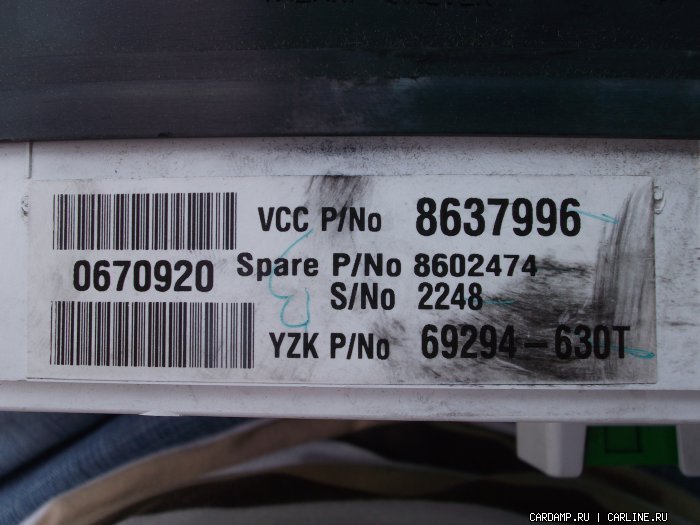 VCC P/No 8637996
0670920
Spare P/No 8602474
S/No 2248
YZK P/No 69294-630T
CARDAMP.RU | CARLINE.RU